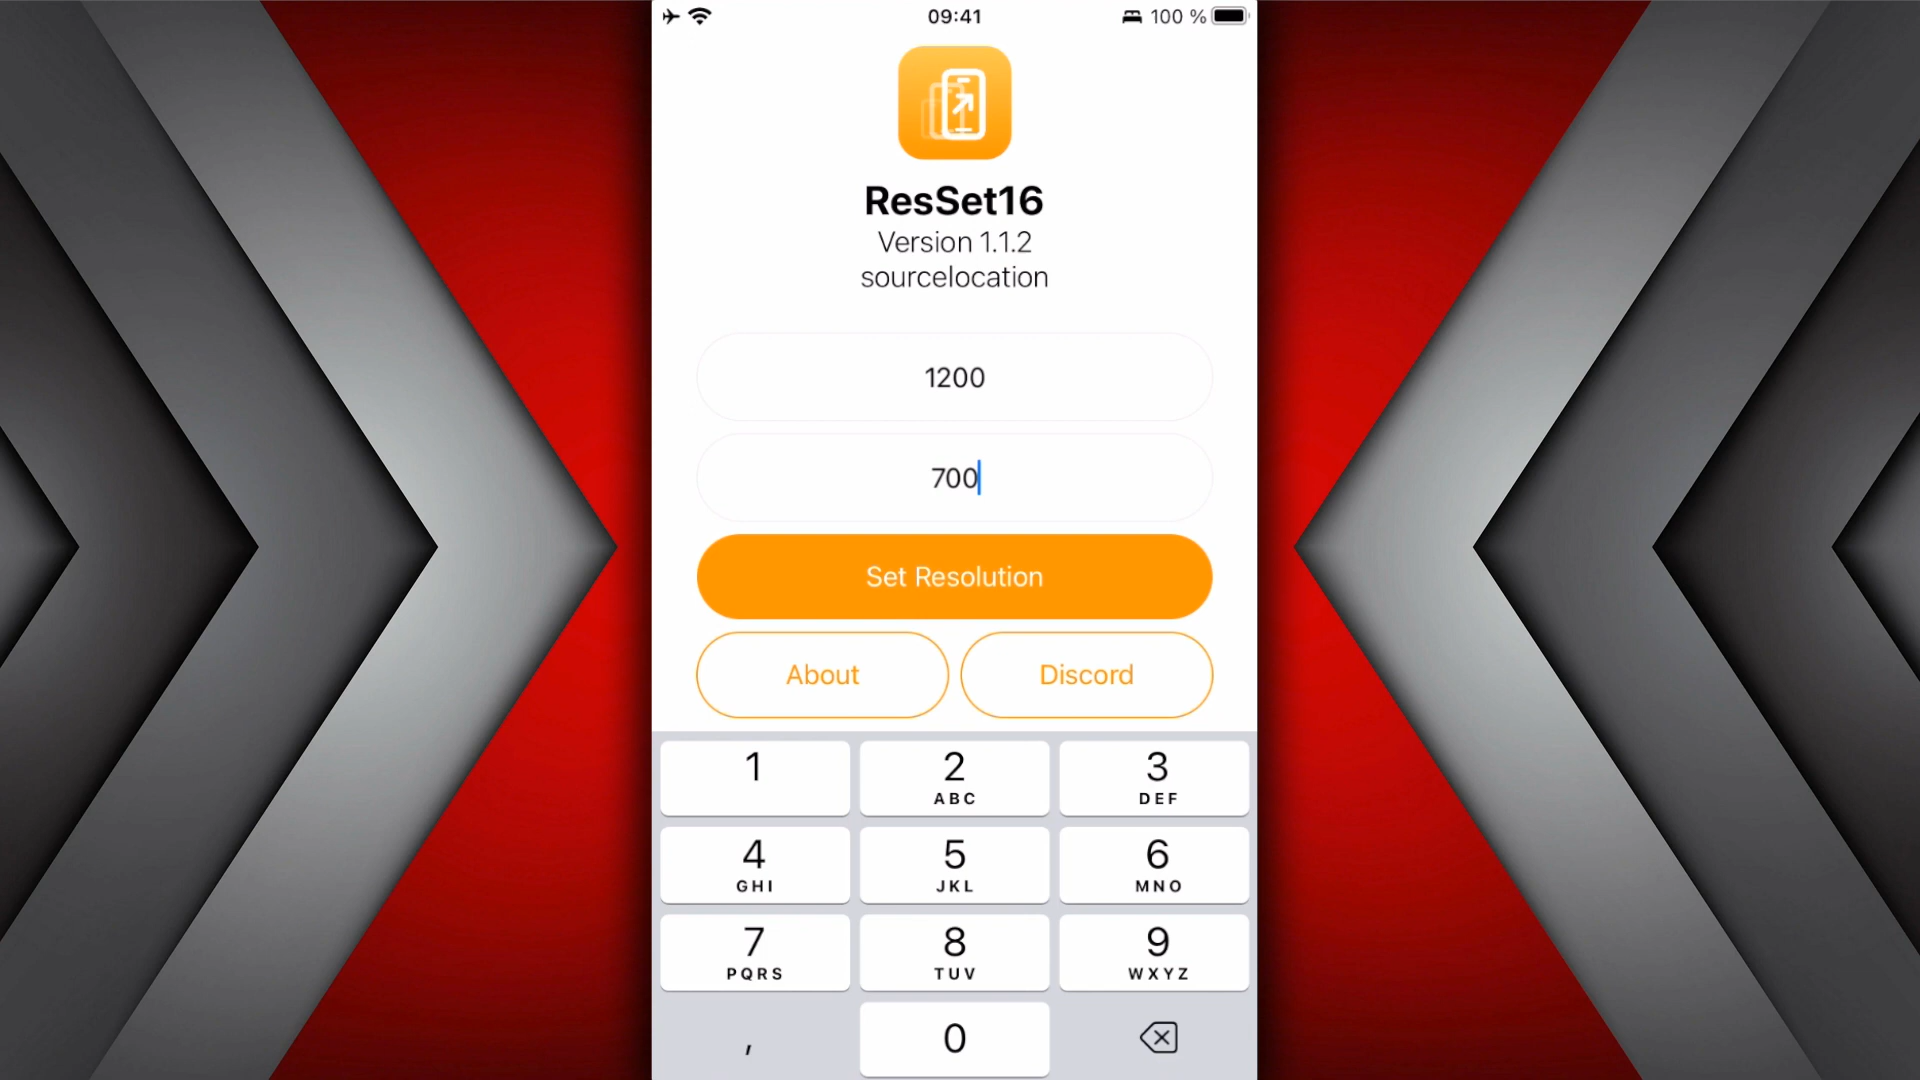 09:41
100 %
ResSet16
Version 1.1.2
sourcelocation
1200
700
Set Resolution
About Discord
1 2 3
ABC DEF
4 5 6
GHI JKL MNO
7 8 9
PQRS TUV WXYZ
, 0